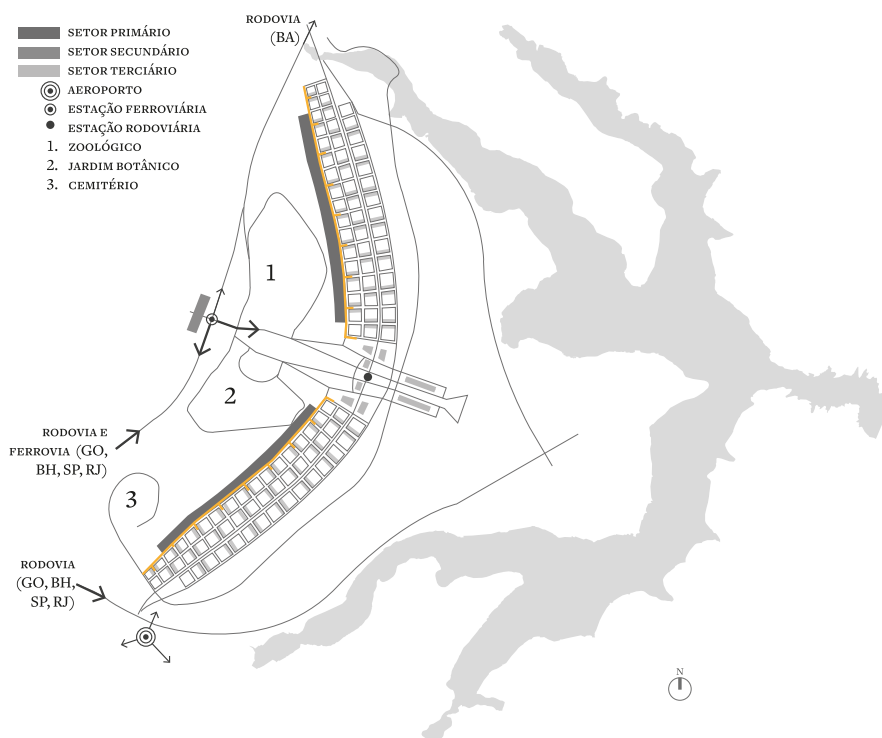 RODOVIA
(BA)
SETOR PRIMÁRIO
SETOR SECUNDÁRIO
SETOR TERCIÁRIO
AEROPORTO
ESTAÇÃO FERROVIÁRIA
ESTAÇÃO RODOVIÁRIA
1. ZOOLÓGICO
2. JARDIM BOTÂNICO
3. CEMITÉRIO
1
2
RODOVIA E
FERROVIA (GO,
BH, SP, RJ)
3
RODOVIA
(GO, BH,
SP, RJ)
N